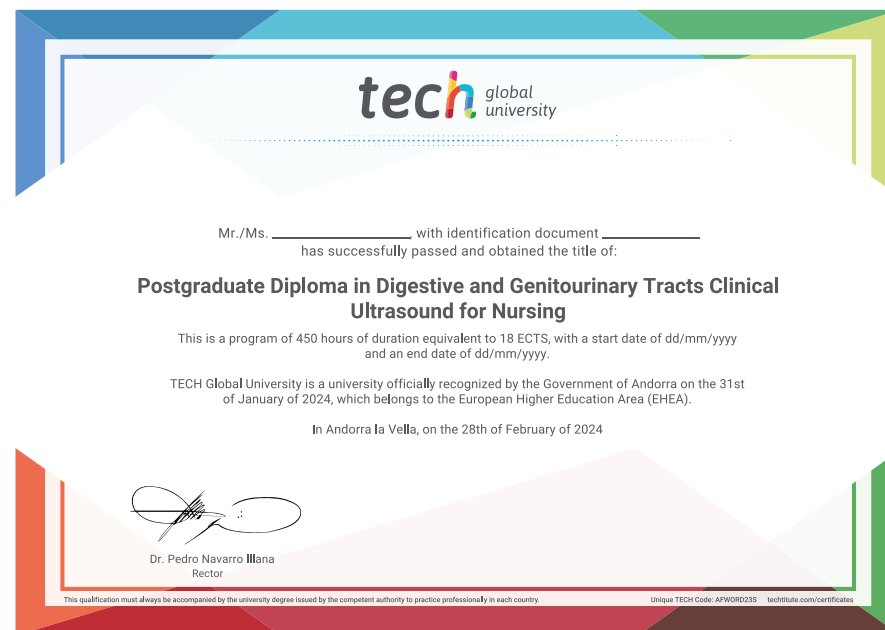 tech global
university
Mr./Ms. ____________________, with identification document ______________
has successfully passed and obtained the title of:
Postgraduate Diploma in Digestive and Genitourinary Tracts Clinical
Ultrasound for Nursing
This is a program of 450 hours of duration equivalent to 18 ECTS, with a start date of dd/mm/yyyy
and an end date of dd/mm/yyyy.
TECH Global University is a university officially recognized by the Government of Andorra on the 31st
of January of 2024, which belongs to the European Higher Education Area (EHEA).
In Andorra la Vella, on the 28th of February of 2024
Dr. Pedro Navarro Illana
Rector
This qualification must always be accompanied by the university degree issued by the competent authority to practice professionally in each country. Unique TECH Code: AFWORD23S techtitute.com/certificates